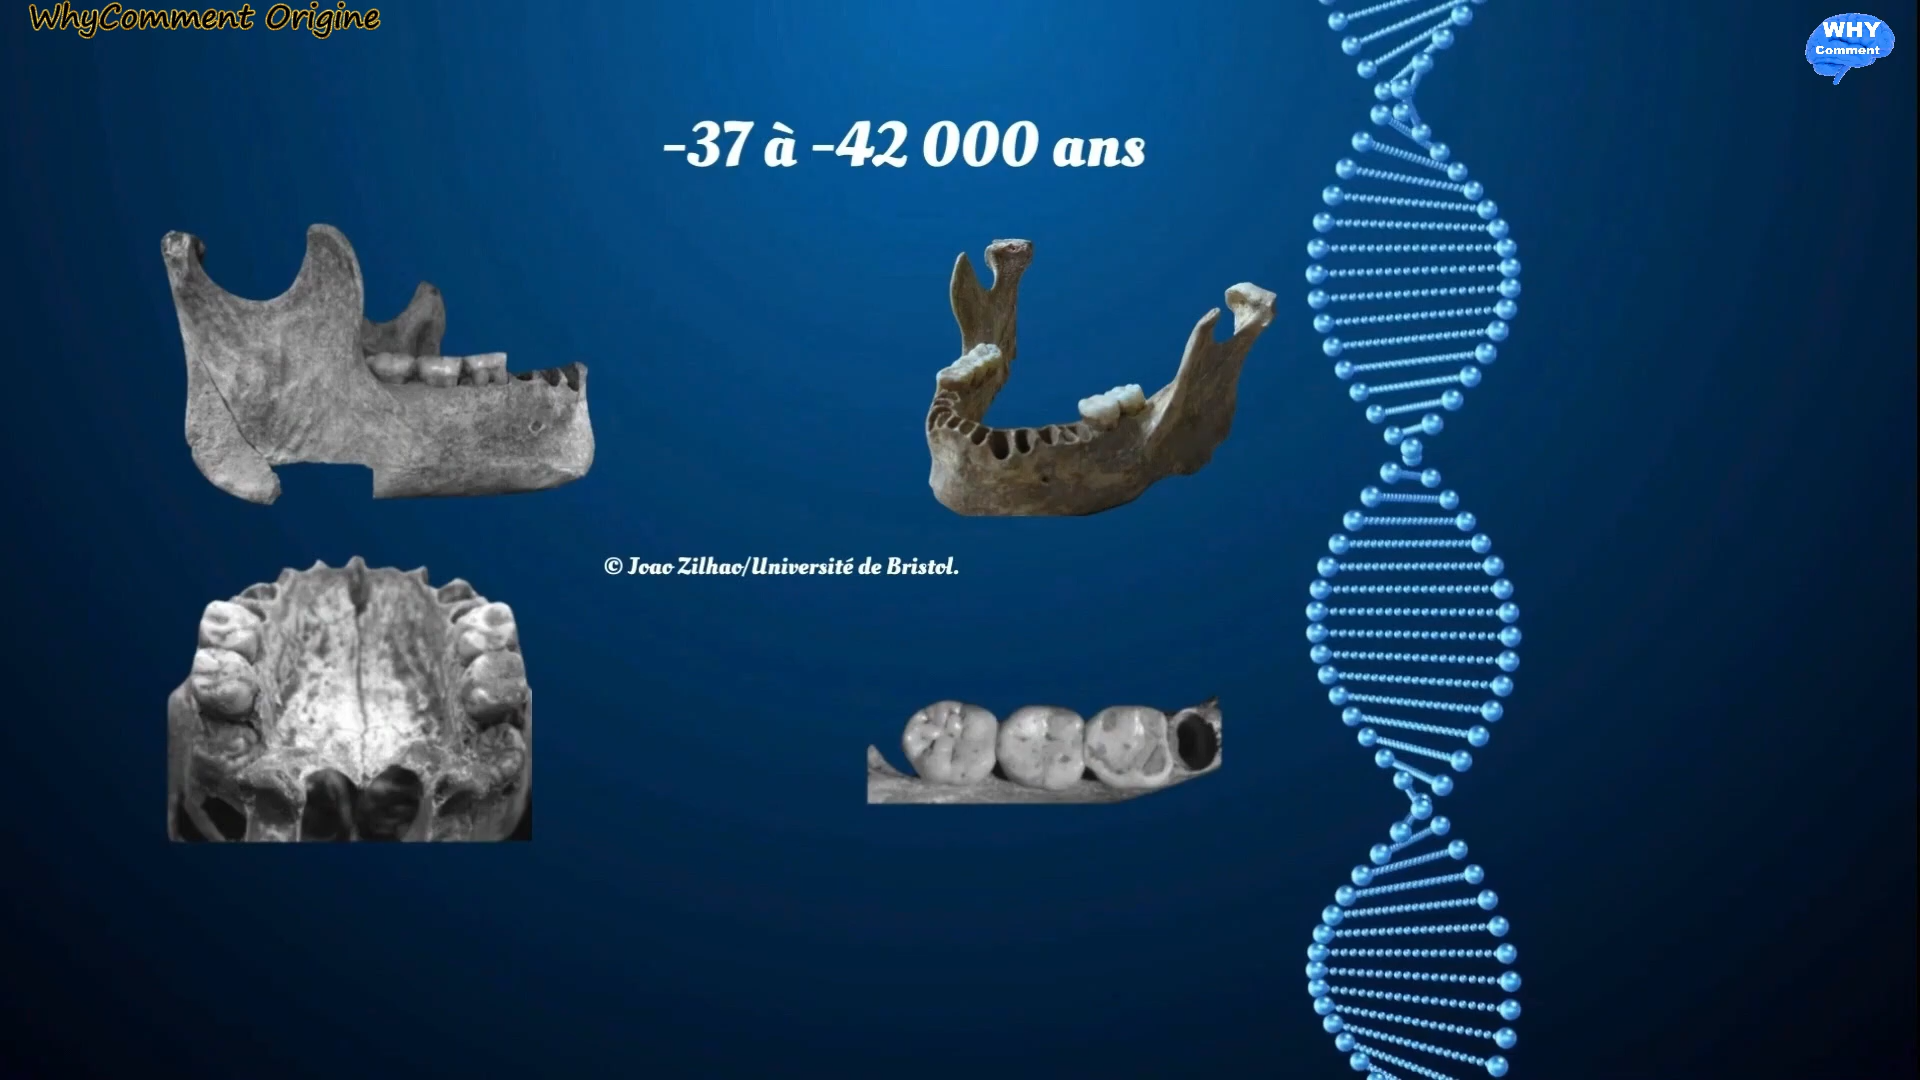 WhyComment Origine
WHY
Comment
-37 à -42 000 ans
© Joao Zilhao/Université de Bristol.